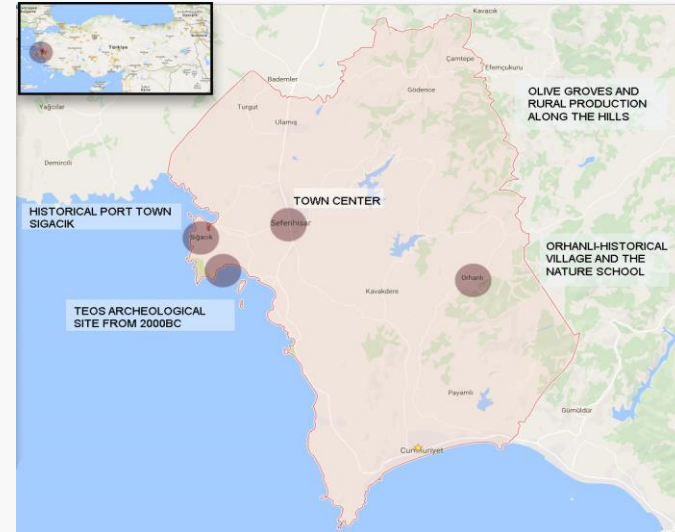 Türkiye
Kavacık
Çamtepe
Efemçukuru
Bademler
Gödence
OLIVE GROVES AND
RURAL PRODUCTION
ALONG THE HILLS
Yağcılar
Turgut
Ulamış
Demircili
TOWN CENTER
HISTORICAL PORT TOWN
SIGACIK
Seferihisar
Sığacık
ORHANLI-HISTORICAL
VILLAGE AND THE
NATURE SCHOOL
Orhanlı
Kavakdere
TEOS ARCHEOLOGICAL
SITE FROM 2000BC
Payamlı
Gümüldür
Cumhuriyet